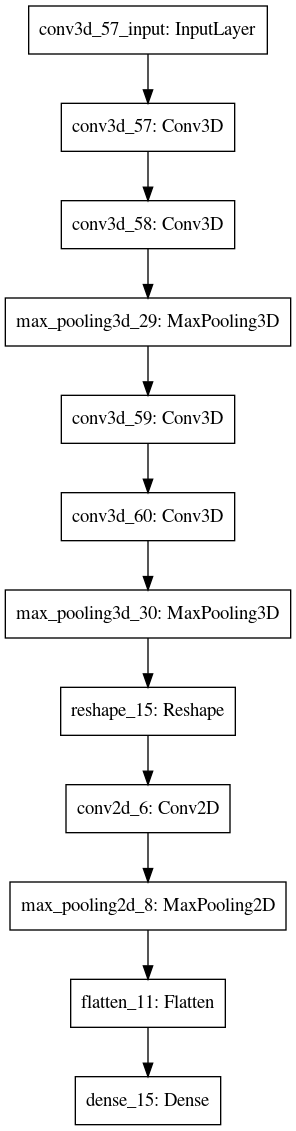 conv3d_57_input: InputLayer
conv3d_57: Conv3D
conv3d_58: Conv3D
max_pooling3d_29: MaxPooling3D
conv3d_59: Conv3D
conv3d_60: Conv3D
max_pooling3d_30: MaxPooling3D
reshape_15: Reshape
conv2d_6: Conv2D
max_pooling2d_8: MaxPooling2D
flatten_11: Flatten
dense_15: Dense